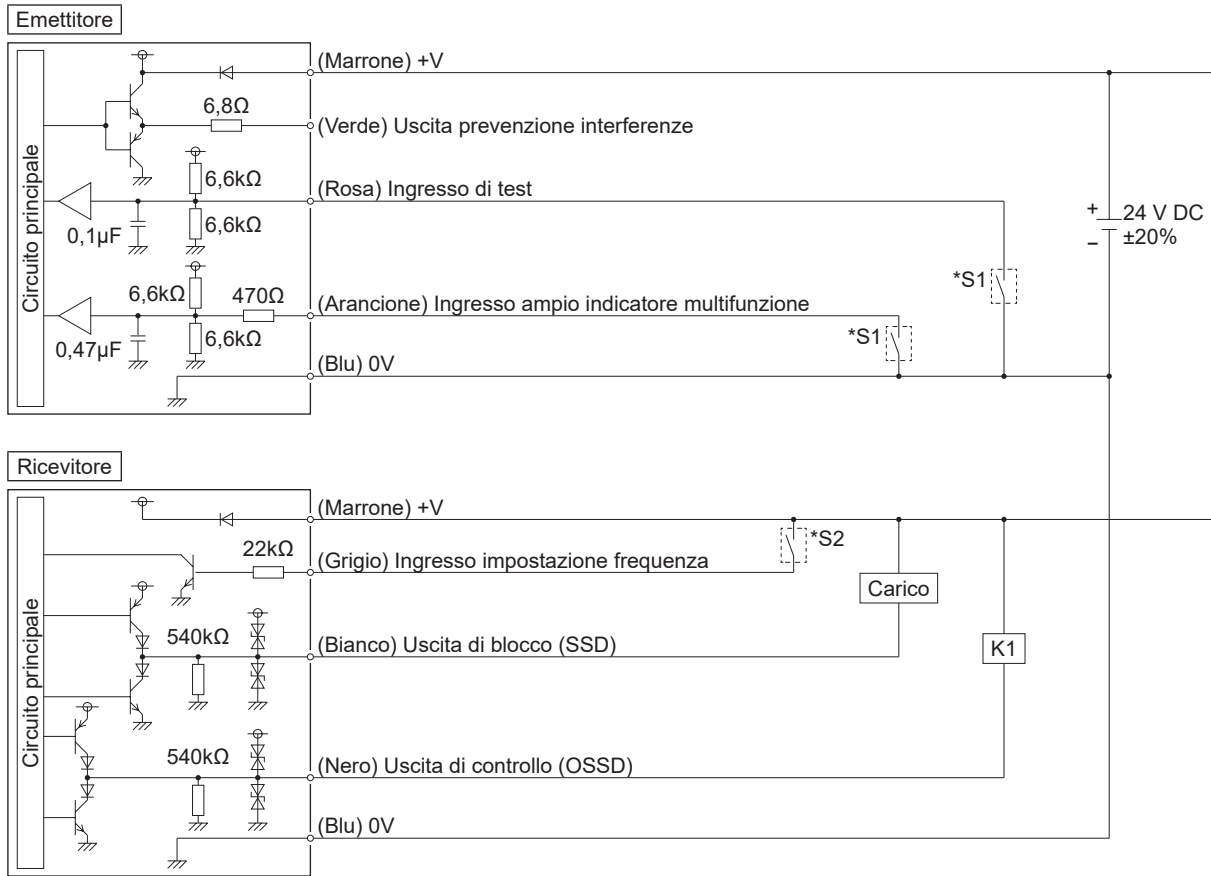 Emettitore
Circuito principale
(Marrone) +V
6,8Ω
(Verde) Uscita prevenzione interferenze
6,6kΩ
(Rosa) Ingresso di test
6,6kΩ
0,1µF
+
24 V DC
−
±20%
*S1
6,6kΩ
470Ω
(Arancione) Ingresso ampio indicatore multifunzione
6,6kΩ
0,47µF
*S1
(Blu) 0V
Ricevitore
Circuito principale
(Marrone) +V
*S2
22kΩ
(Grigio) Ingresso impostazione frequenza
Carico
540kΩ
(Bianco) Uscita di blocco (SSD)
K1
540kΩ
(Nero) Uscita di controllo (OSSD)
(Blu) 0V